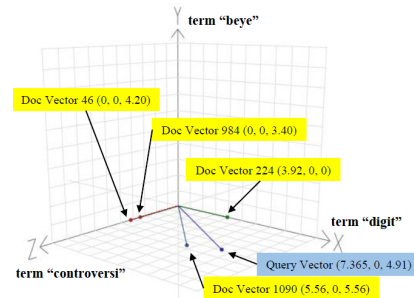 Y
term “beye”
Doc Vector 46 (0, 0, 4.20)
Doc Vector 984 (0, 0, 3.40)
Doc Vector 224 (3.92, 0, 0)
term “digit”
X
Z
Query Vector (7.365, 0, 4.91)
term “controversi”
Doc Vector 1090 (5.56, 0, 5.56)